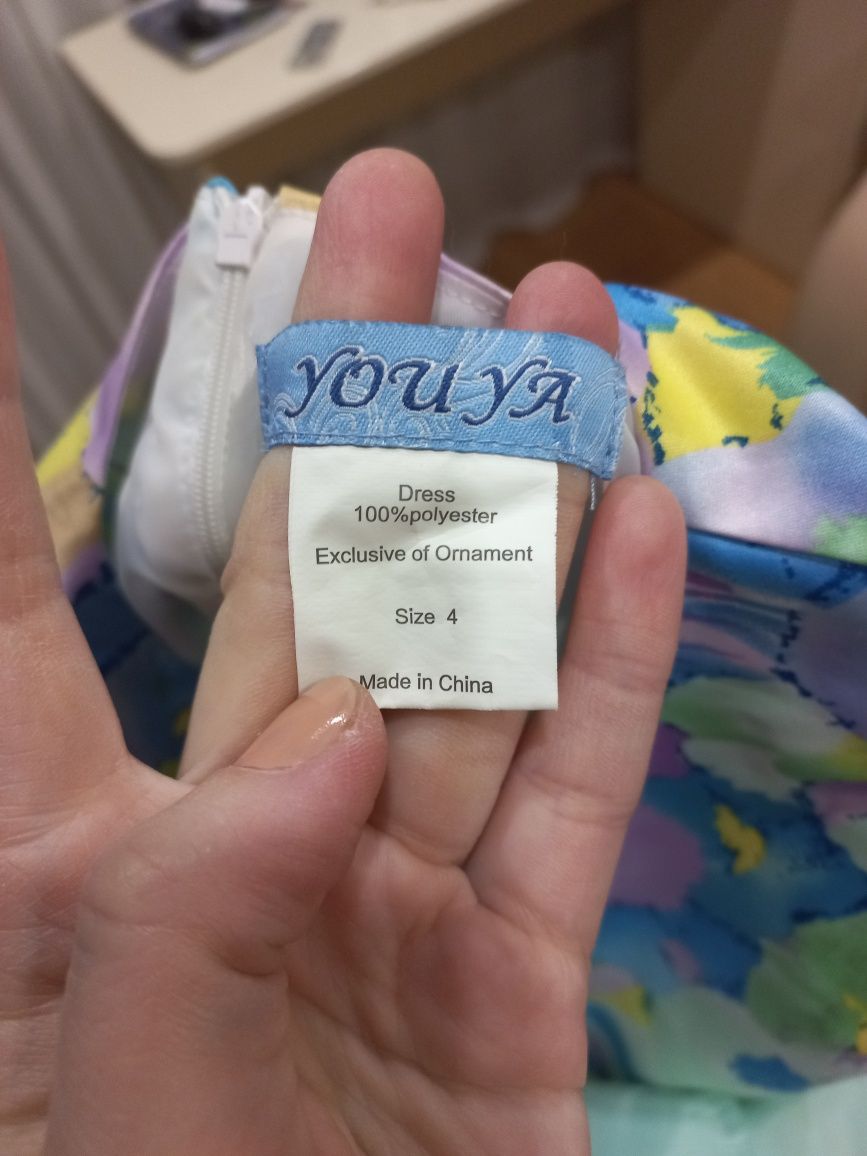 YOU YA
Dress
100%polyester
Exclusive of Ornament
Size 4
Made in China